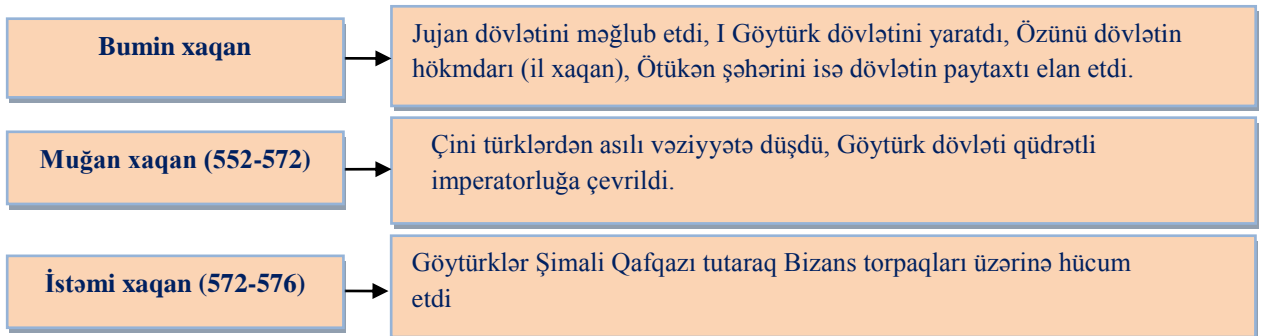 Bumin xaqan
Jujan dövlətini məğlub etdi, I Göytürk dövlətini yaratdı, Özünü dövlətin
hökmdarı (il xaqan), Ötükən şəhərini isə dövlətin paytaxtı elan etdi.
Muğan xaqan (552-572)
Çini türklərdən asılı vəziyyətə düşdü, Göytürk dövləti qüdrətli
imperatorluğa çevrildi.
İstəmi xaqan (572-576)
Göytürklər Şimali Qafqazı tutaraq Bizans torpaqları üzərinə hücum
etdi